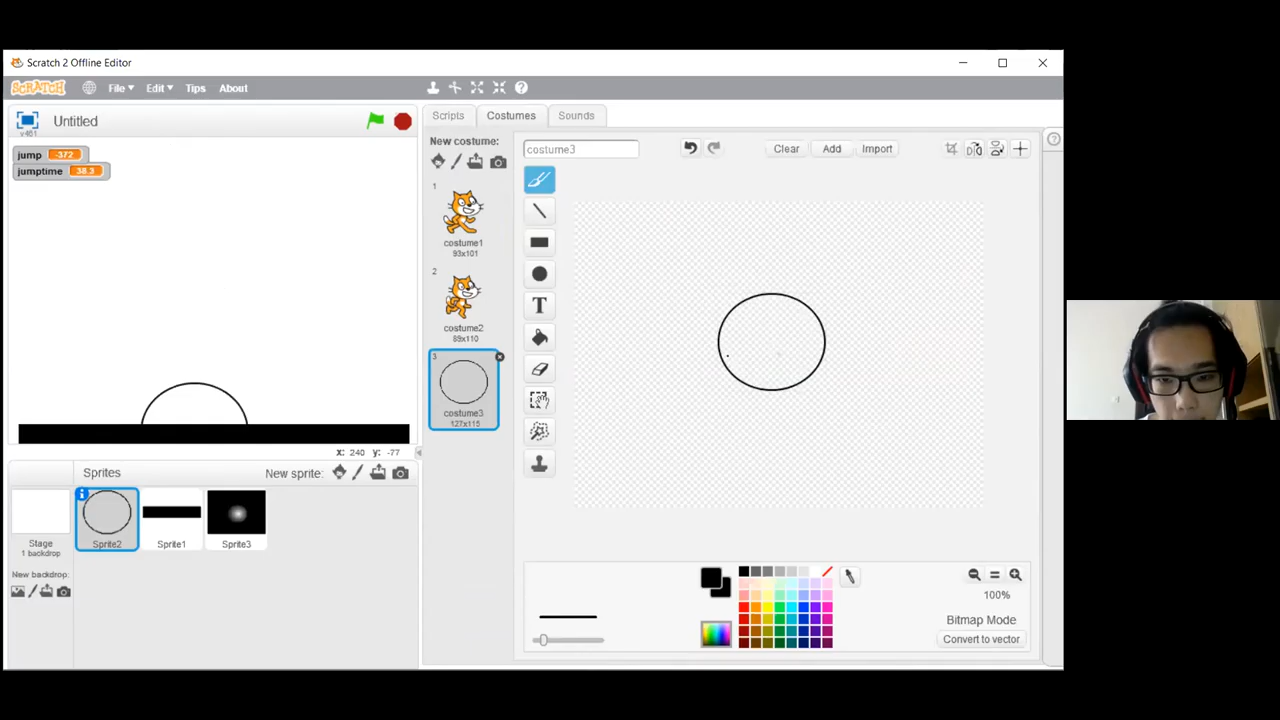 Scratch 2 Offline Editor
SCRATCH File Edit Tips About
v461 Untitled
Scripts Costumes Sounds
New costume:
costume3
Clear Add Import
jump -372
jumptime 38.3
1
costume1
93x101
2
costume2
89x110
3
costume3
127x115
T
x: 240 y: -77
Sprites New sprite:
Stage
1 backdrop
Sprite2 Sprite1 Sprite3
New backdrop:
100%
Bitmap Mode
Convert to vector